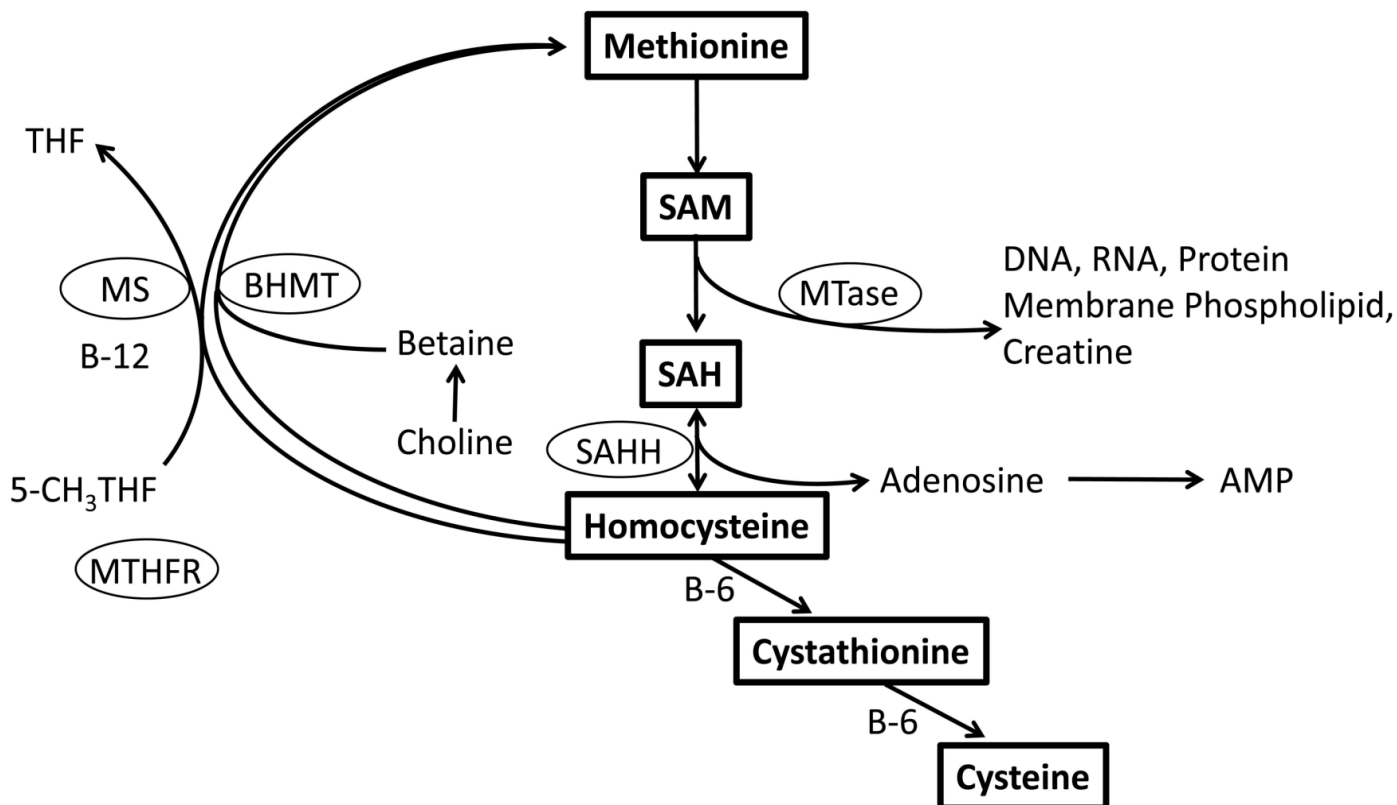 Methionine
THF
SAM
MS
BHMT
MTase
DNA, RNA, Protein
Membrane Phospholipid,
Creatine
B-12
Betaine
SAH
Choline
SAHH
5-CH₃THF
Adenosine
AMP
Homocysteine
MTHFR
B-6
Cystathionine
B-6
Cysteine